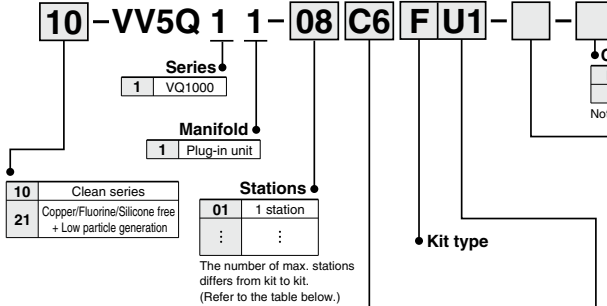 10 -VV5Q 1 1 - 08 C6 F U1 - -
Series
1 VQ1000
Manifold
1 Plug-in unit
10 Clean series
21 Copper/Fluorine/Silicone free
+ Low particle generation
Stations
01 1 station
⋮ ⋮
The number of max. stations
differs from kit to kit.
(Refer to the table below.)
Kit type